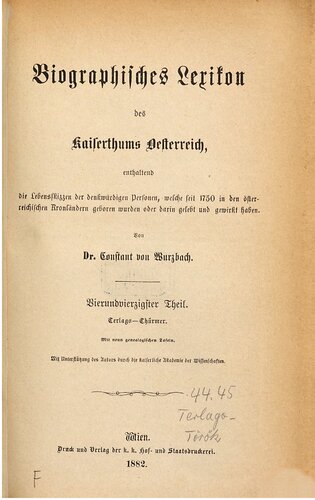 Biographisches Lexikon
des
Kaiserthums Oesterreich,
enthaltend
die Lebensskizzen der denkwürdigen Personen, welche seit 1750 in den öster-
reichischen Kronländern geboren wurden oder darin gelebt und gewirkt haben.
Von
Dr. Constant von Wurzbach.
Vierundvierzigster Theil.
Terlago—Thürmer.
Mit neun genealogischen Tafeln.
Mit Unterstützung des Autors durch die kaiserliche Akademie der Wissenschaften.
44.45
Terlago-
Török
Wien.
Druck und Verlag der k. k. Hof- und Staatsdruckerei.
1882.
F